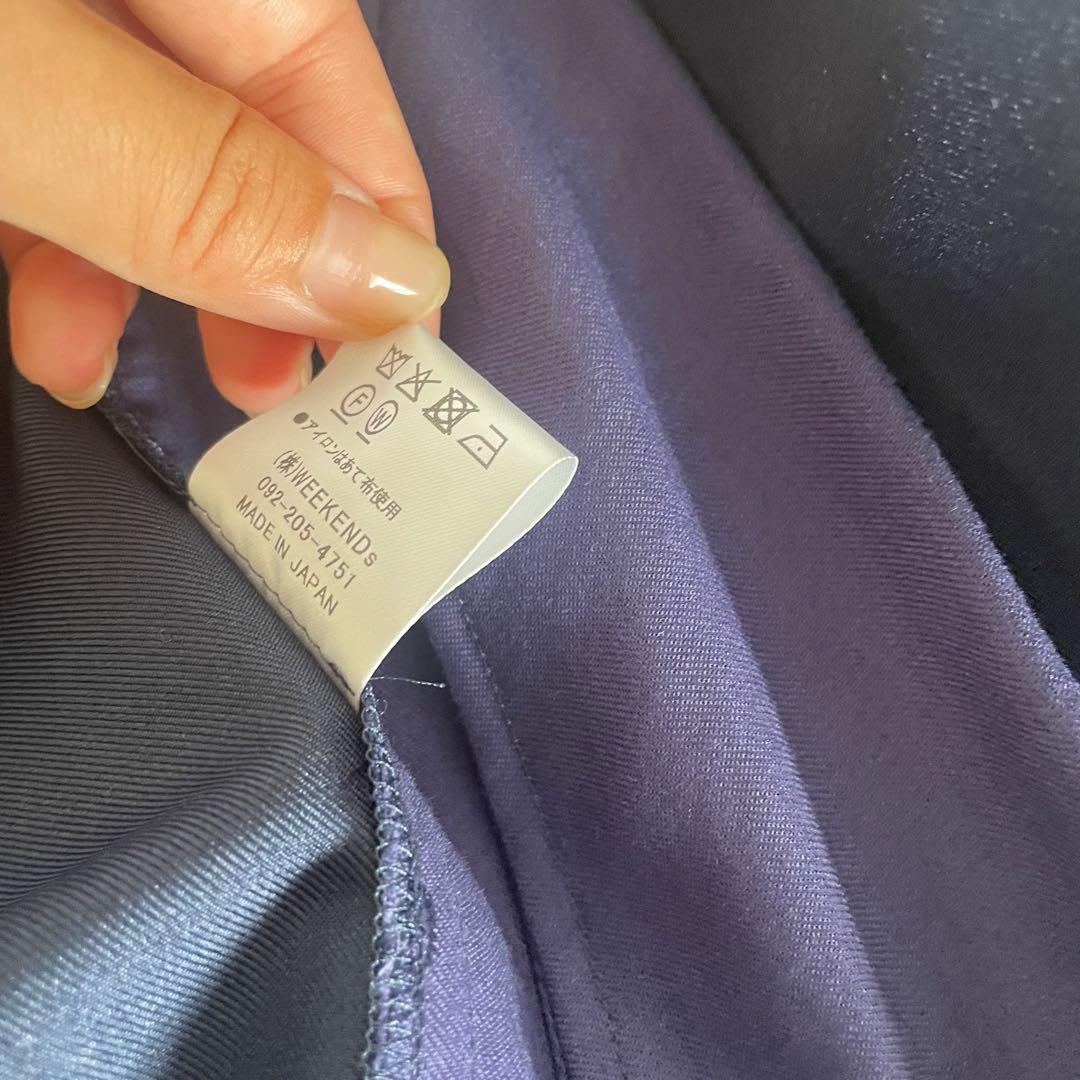 F W
●アイロンはあて布使用
(株)WEEKENDs
092-205-4751
MADE IN JAPAN